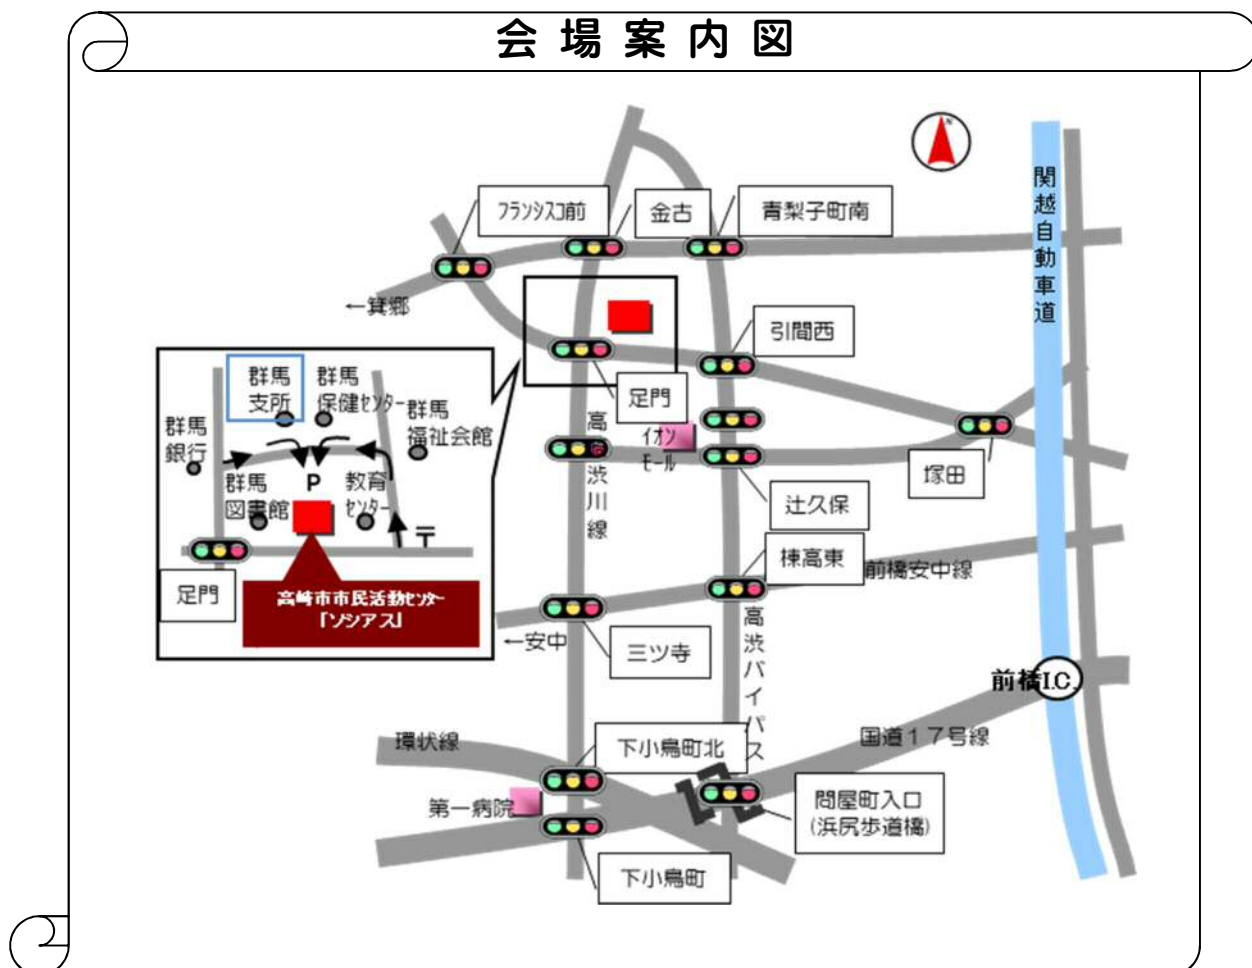 会場案内図
N
関越自動車道
フランシスコ前
金古
青梨子町南
←箕郷
引間西
足門
高
渋川線
イオン
モール
塚田
辻久保
棟高東
前橋安中線
←安中
三ツ寺
高渋バイパス
前橋I.C.
環状線
下小鳥町北
国道17号線
第一病院
問屋町入口
(浜尻歩道橋)
下小鳥町
群馬
支所
群馬
保健センター
群馬
福祉会館
群馬
銀行
P
群馬
図書館
教育
センター
〒
足門
高崎市市民活動センター
「ソシアス」